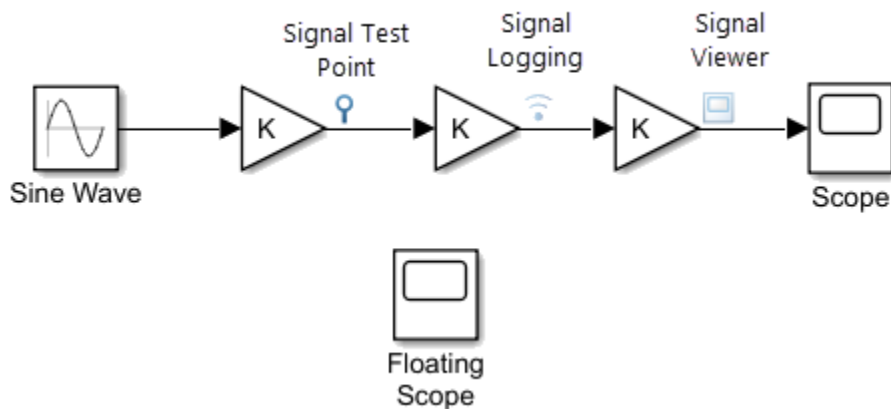 Signal Test
Point
Signal
Logging
Signal
Viewer
K
K
K
Sine Wave
Scope
Floating
Scope